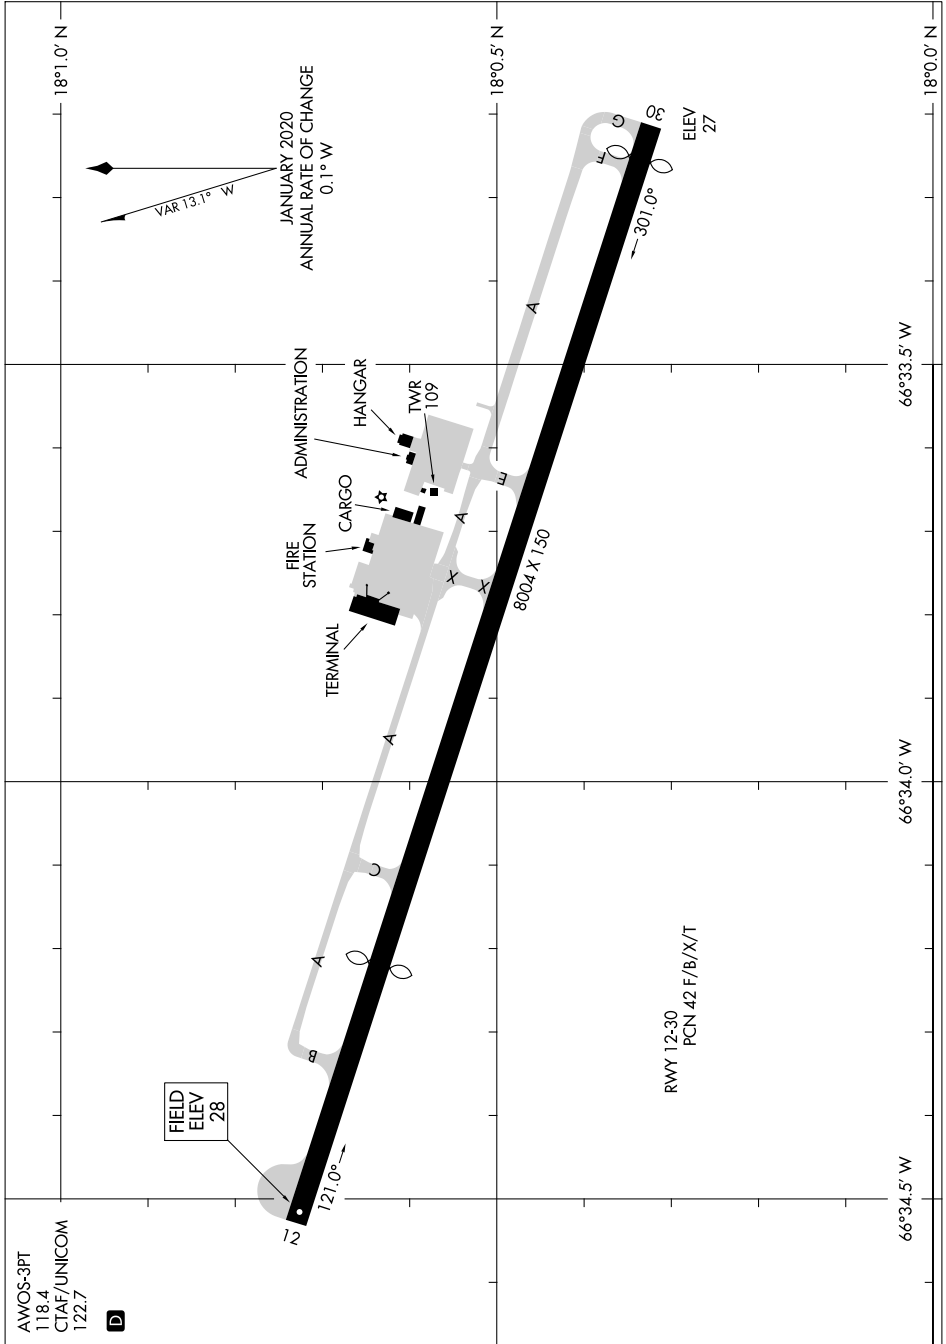 AWOS-3PT
118.4
CTAF/UNICOM
122.7
D
FIELD
ELEV
28
12
121.0°
B
A
C
A
TERMINAL
FIRE
STATION
CARGO
ADMINISTRATION
HANGAR
TWR
109
X
X
A
E
8004 X 150
A
301.0°
F
G
30
ELEV
27
VAR 13.1° W
JANUARY 2020
ANNUAL RATE OF CHANGE
0.1° W
RWY 12-30
PCN 42 F/B/X/T
18°1.0' N
18°0.5' N
18°0.0' N
66°34.5' W
66°34.0' W
66°33.5' W